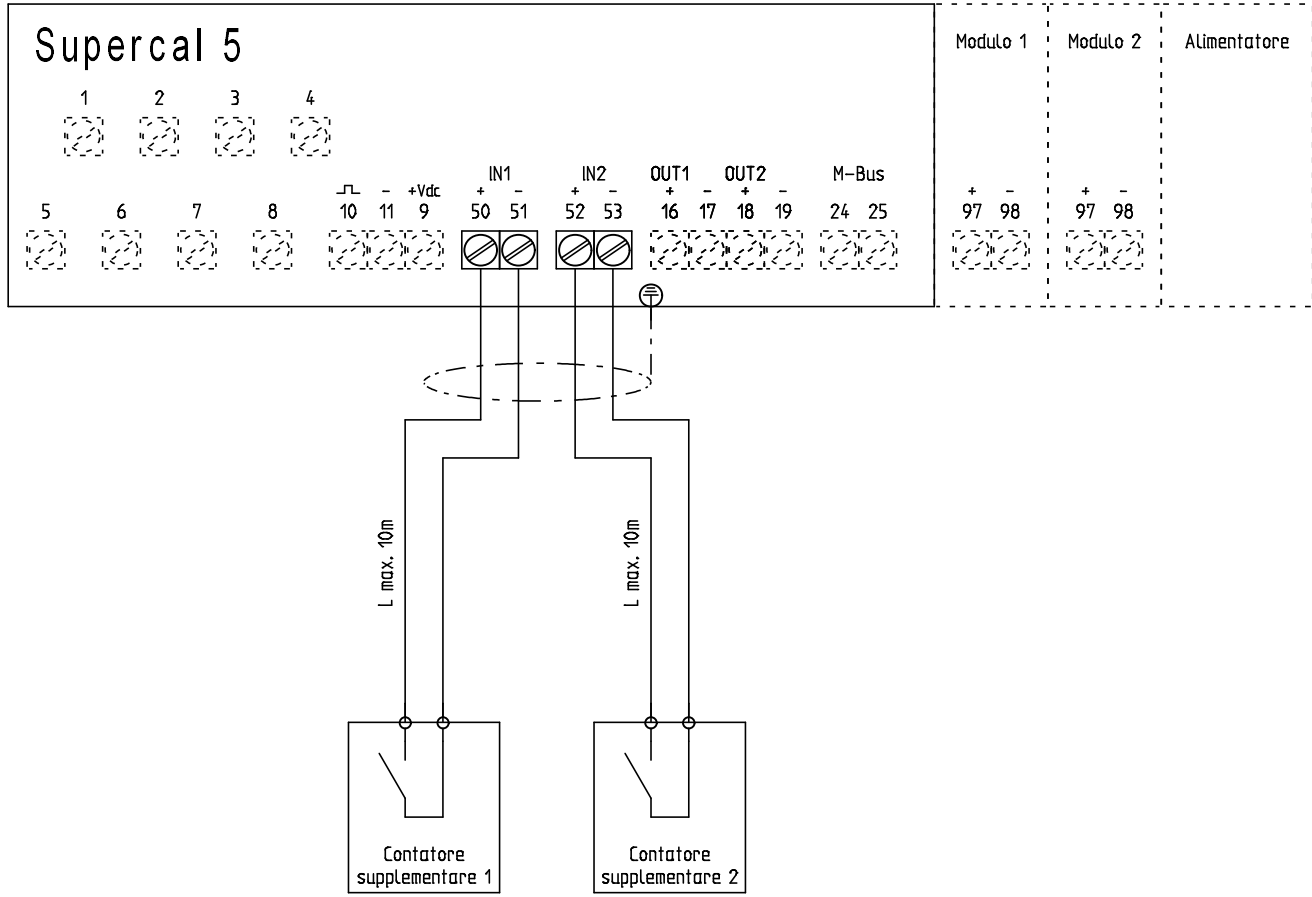 Supercal 5
Modulo 1 Modulo 2 Alimentatore
1 2 3 4
IN1 IN2 OUT1 OUT2 M-Bus
- +Vdc + - + - + - + - + - + -
5 6 7 8 10 11 9 50 51 52 53 16 17 18 19 24 25 97 98 97 98
L max. 10m
L max. 10m
Contatore
supplementare 1
Contatore
supplementare 2